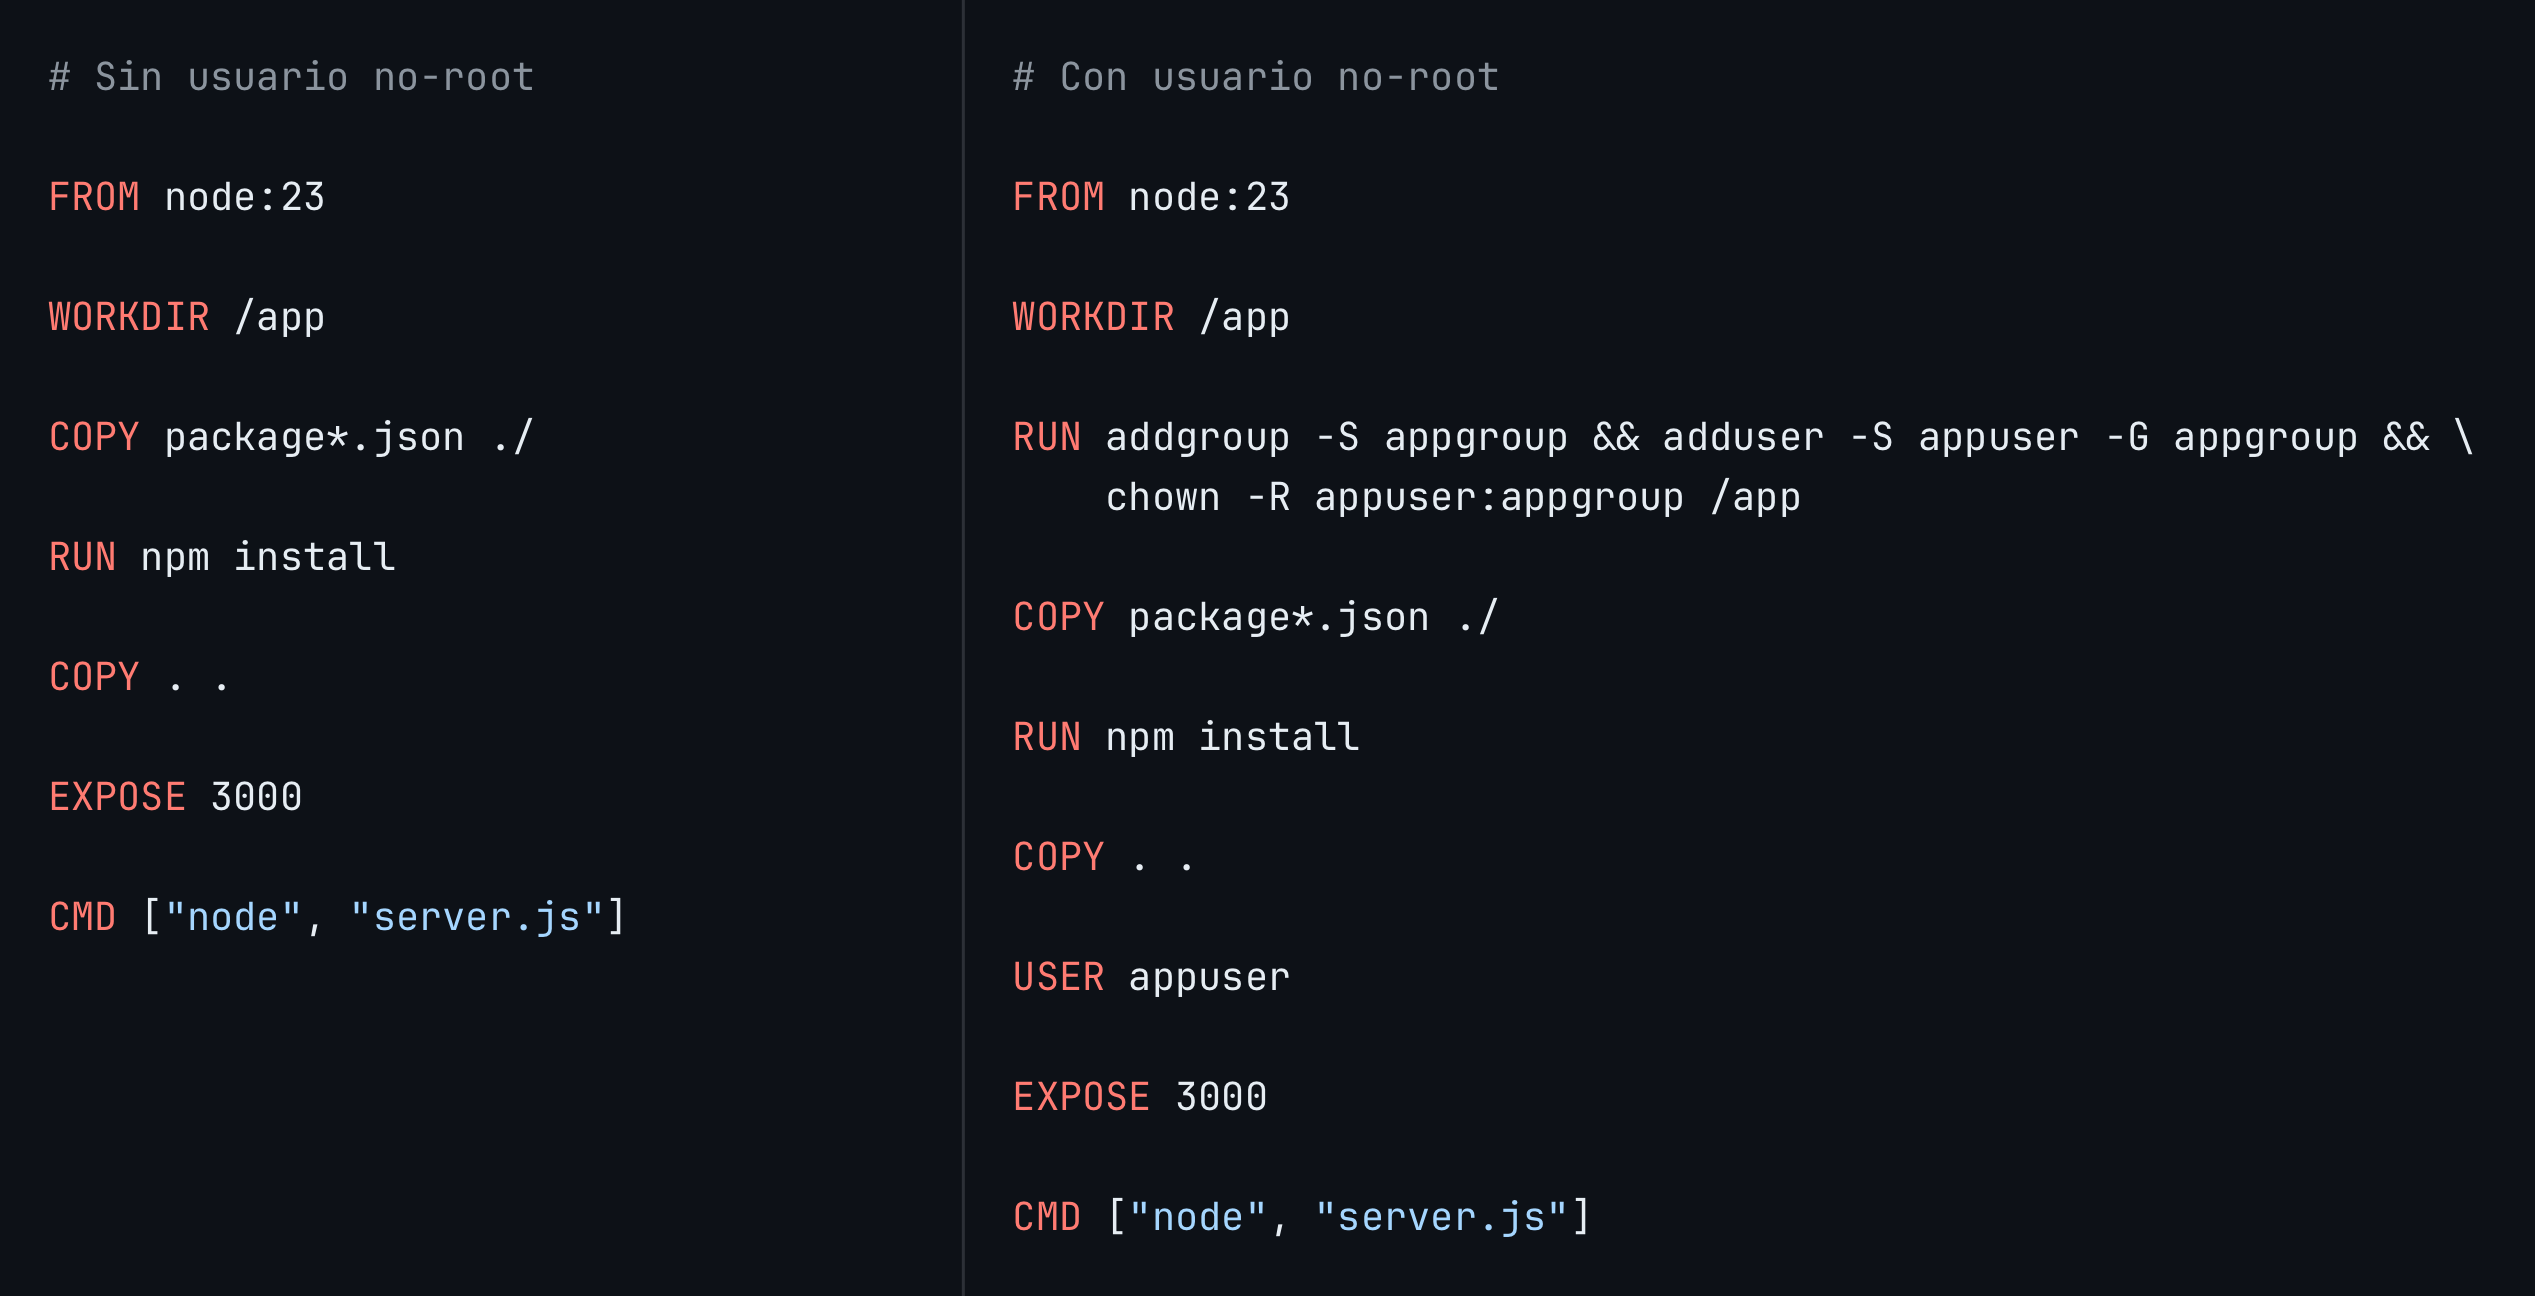 # Sin usuario no-root
FROM node:23
WORKDIR /app
COPY package*.json ./
RUN npm install
COPY . .
EXPOSE 3000
CMD ["node", "server.js"]
# Con usuario no-root
FROM node:23
WORKDIR /app
RUN addgroup -S appgroup && adduser -S appuser -G appgroup && \
    chown -R appuser:appgroup /app
COPY package*.json ./
RUN npm install
COPY . .
USER appuser
EXPOSE 3000
CMD ["node", "server.js"]